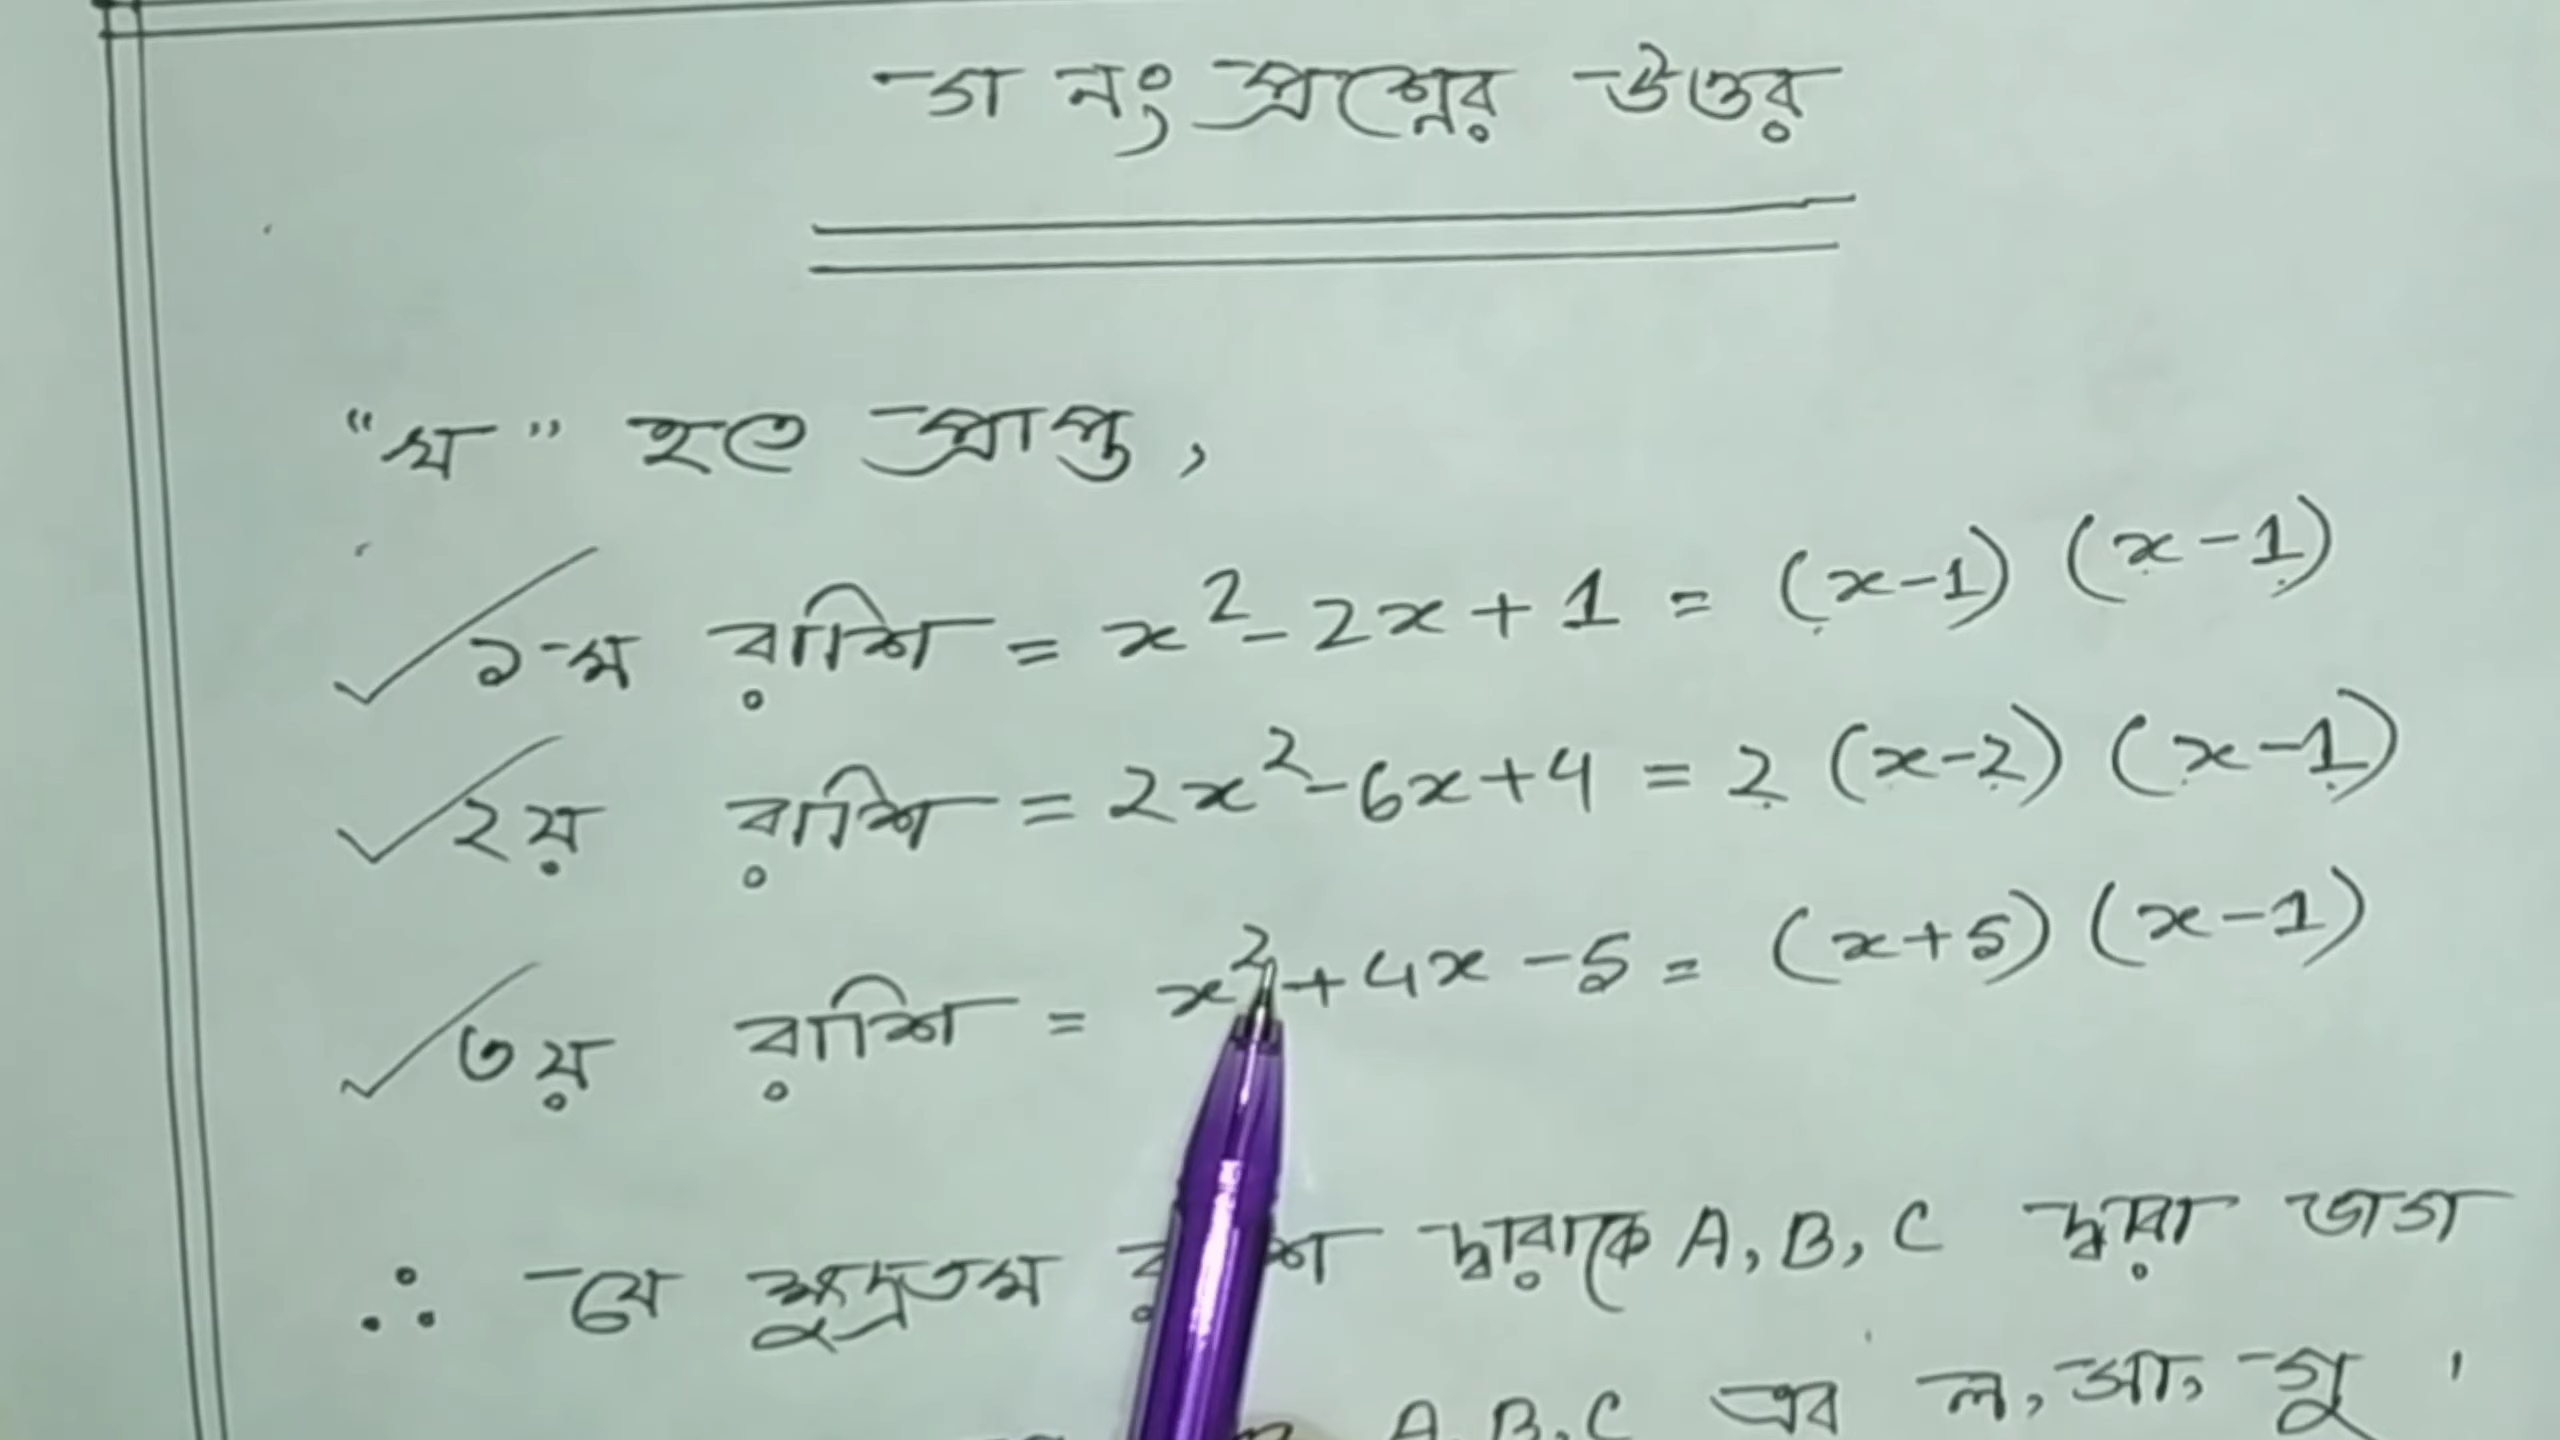 গ নং প্রশ্নের উত্তর
"খ" হতে প্রাপ্ত,
১-ম রাশি = x² - 2x + 1 = (x-1) (x-1)
২য় রাশি = 2x² - 6x + 4 = 2 (x-2) (x-1)
৩য় রাশি = x² + 4x - 5 = (x+5) (x-1)
∴ যে ক্ষুদ্রতম দ্বারাকে A, B, C দ্বারা ভাগ
A, B, C এর ল, সা, গু ,